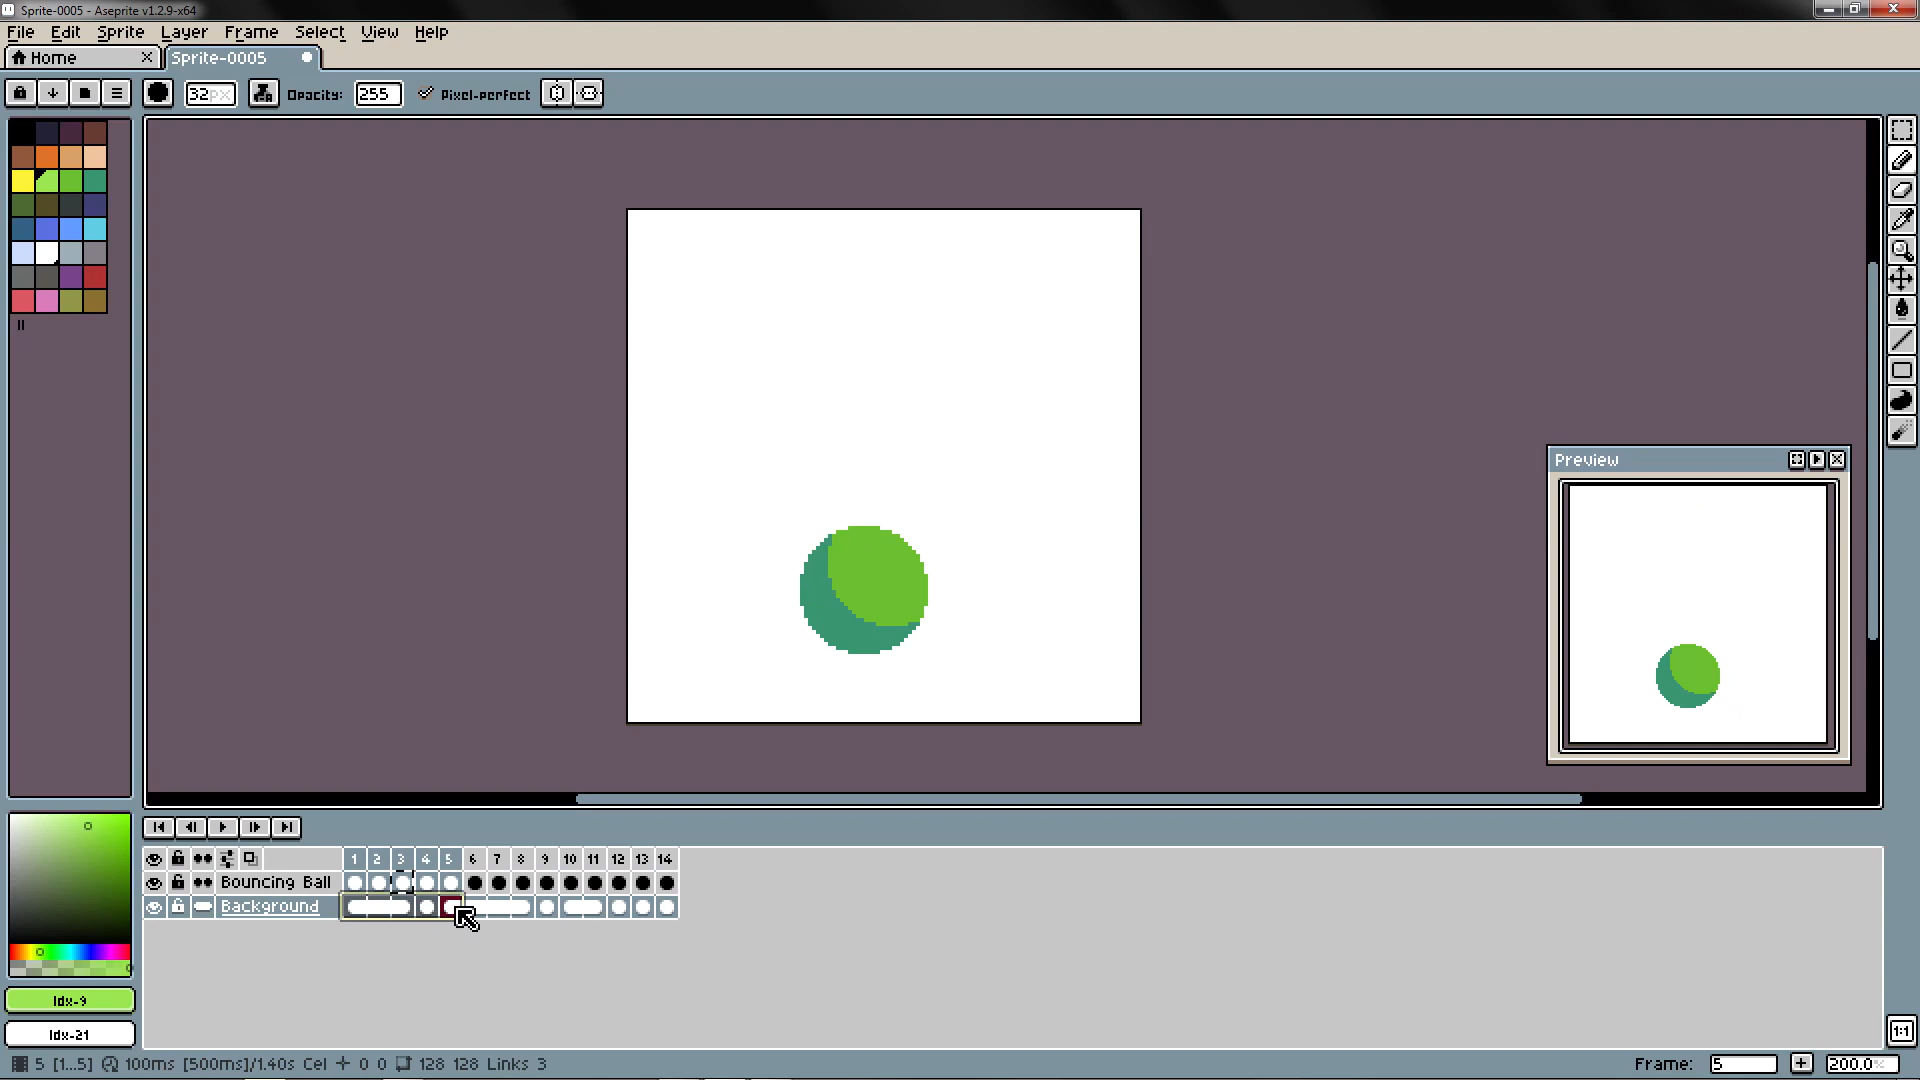 Sprite-0005 - Aseprite v1.2.9-x64
File Edit Sprite Layer Frame Select View Help
Home Sprite-0005
32px Opacity: 255 Pixel-perfect
Preview
1 2 3 4 5 6 7 8 9 10 11 12 13 14
Bouncing Ball
Background
Idx-9
Idx-21
1:1
5 [1...5] 100ms [500ms]/1.40s Cel 0 0 128 128 Links 3 Frame: 5 + 200.0%